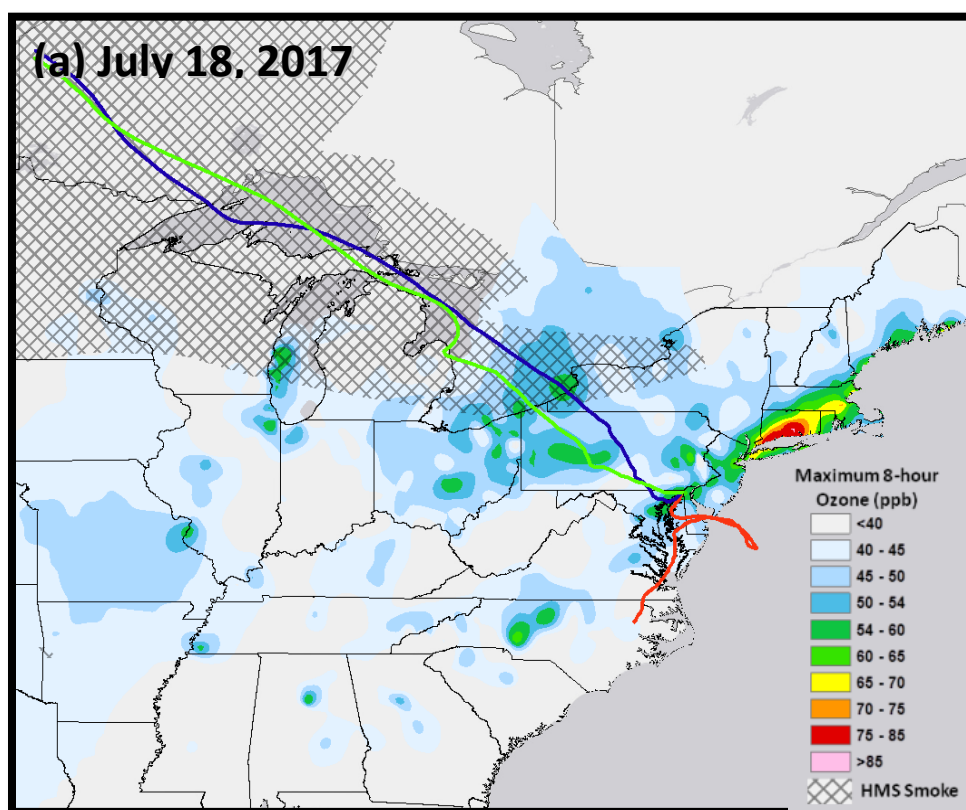 (a) July 18, 2017
Maximum 8-hour
Ozone (ppb)
<40
40 - 45
45 - 50
50 - 54
54 - 60
60 - 65
65 - 70
70 - 75
75 - 85
>85
HMS Smoke